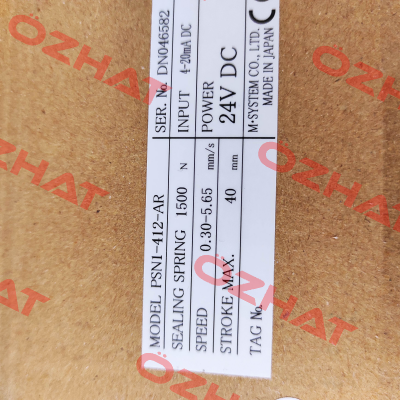 MODEL PSN1-412-AR SER. No. DN046582
SEALING SPRING 1500 N INPUT 4-20mA DC
SPEED 0.30-5.65 mm/s POWER
STROKE MAX. 40 mm 24V DC
TAG No. M-SYSTEM CO., LTD.
MADE IN JAPAN
CE
OZHAT
OZHAT
OZHAT
OZHAT
OZHAT